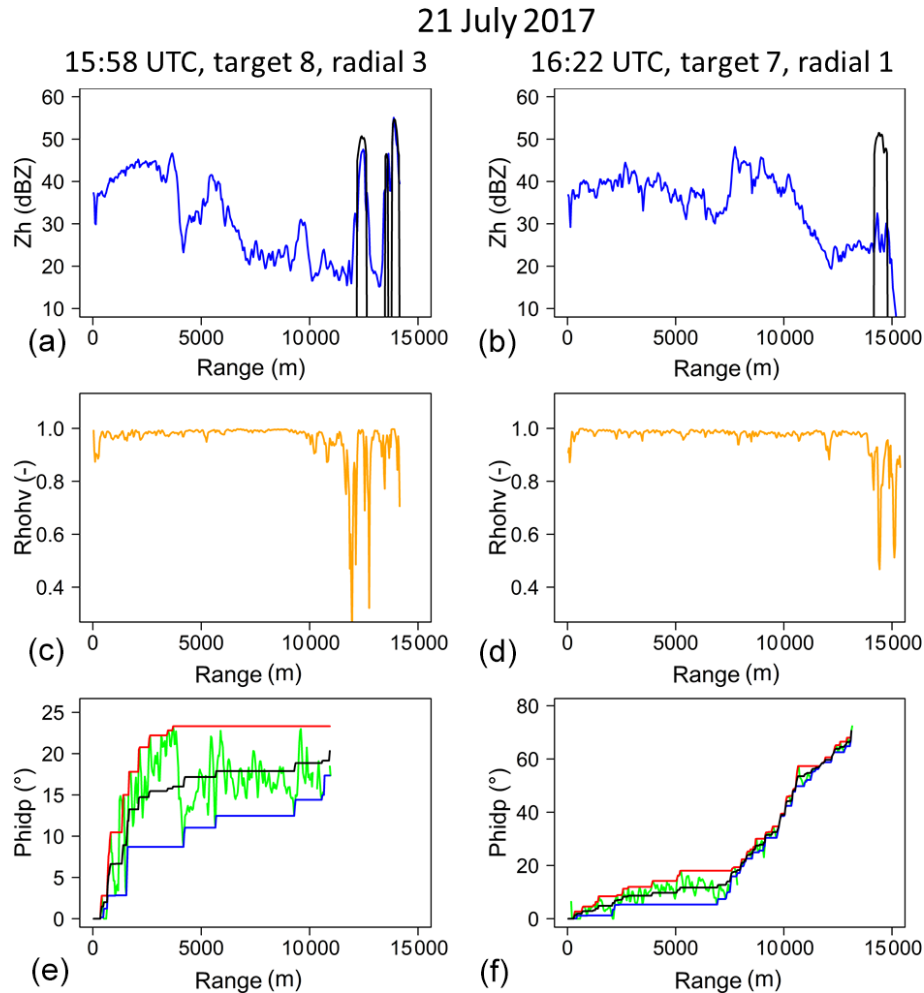 21 July 2017
15:58 UTC, target 8, radial 3
16:22 UTC, target 7, radial 1
60
50
40
30
20
10
Zh (dBZ)
0 5000 10000 15000
(a)
Range (m)
60
50
40
30
20
10
Zh (dBZ)
0 5000 10000 15000
(b)
Range (m)
1.0
0.8
0.6
0.4
Rhohv (-)
0 5000 10000 15000
(c)
Range (m)
1.0
0.8
0.6
0.4
Rhohv (-)
0 5000 10000 15000
(d)
Range (m)
25
20
15
10
5
0
Phidp (°)
0 5000 10000 15000
(e)
Range (m)
80
60
40
20
0
Phidp (°)
0 5000 10000 15000
(f)
Range (m)